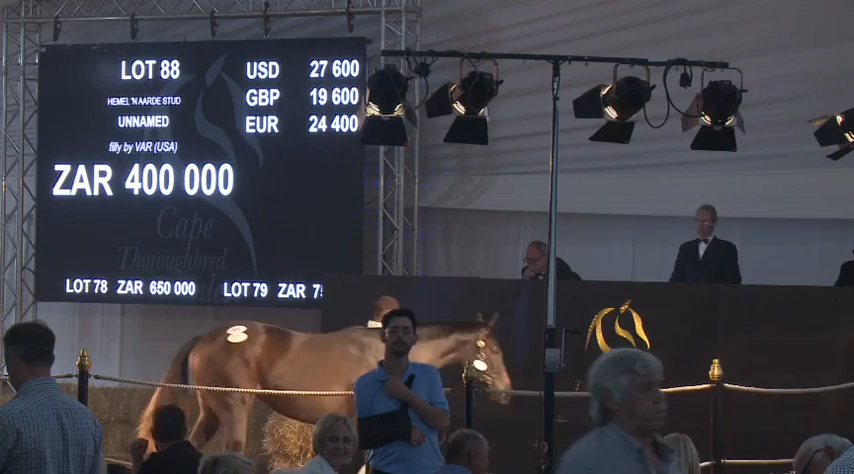 LOT 88
HEMEL 'N AARDE STUD
UNNAMED
filly by VAR (USA)
ZAR 400 000
USD 27 600
GBP 19 600
EUR 24 400
Cape
Thoroughbred
LOT 78 ZAR 650 000 LOT 79 ZAR